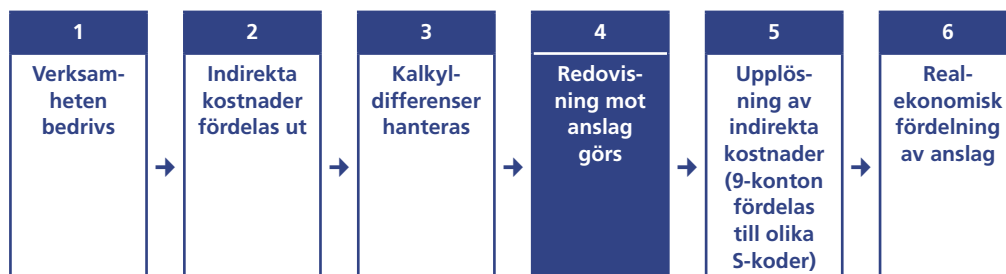 1
Verksam-
heten
bedrivs
2
Indirekta
kostnader
fördelas ut
3
Kalkyl-
differenser
hanteras
4
Redovis-
ning mot
anslag
görs
5
Upplös-
ning av
indirekta
kostnader
(9-konton
fördelas
till olika
S-koder)
6
Real-
ekonomisk
fördelning
av anslag